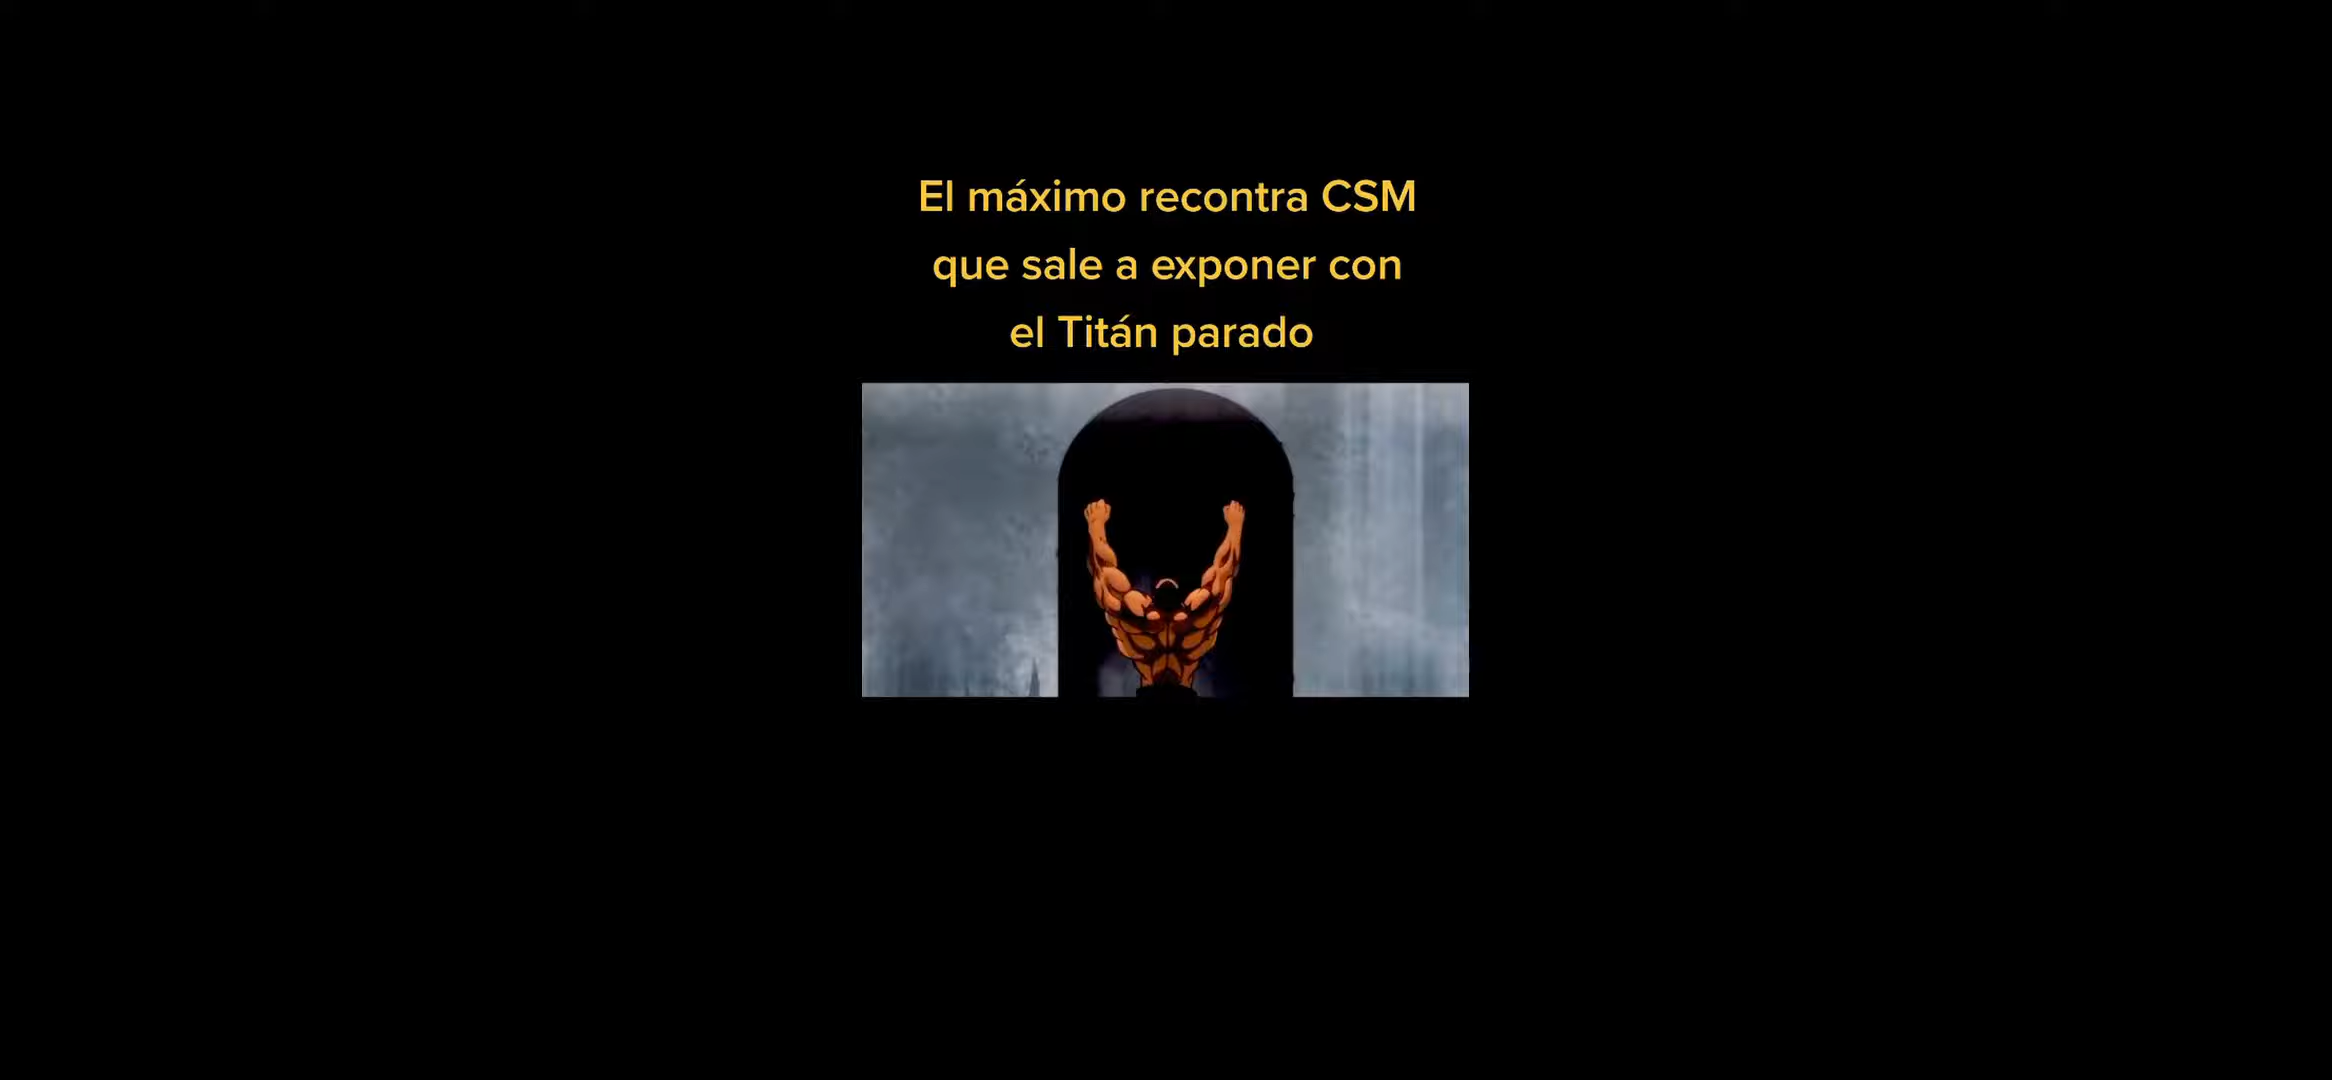 El máximo recontra CSM
que sale a exponer con
el Titán parado